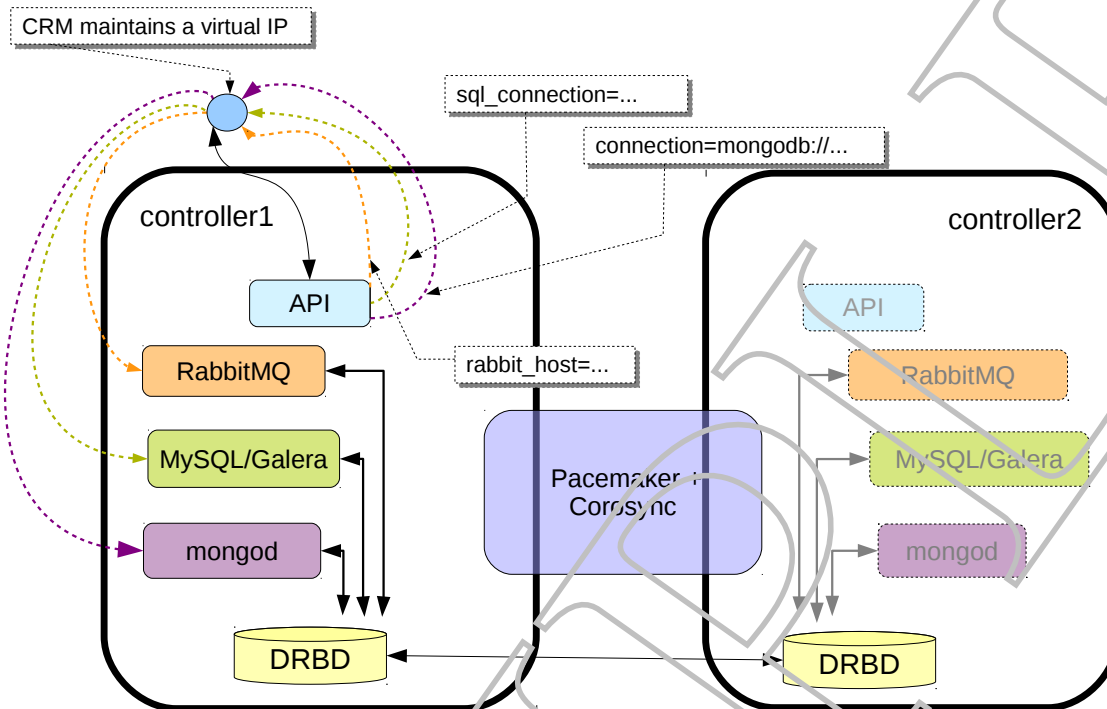 CRM maintains a virtual IP
sql_connection=...
connection=mongodb://...
controller1
controller2
API
API
RabbitMQ
rabbit_host=...
RabbitMQ
MySQL/Galera
MySQL/Galera
Pacemaker +
Corosync
mongod
mongod
DRBD
DRBD